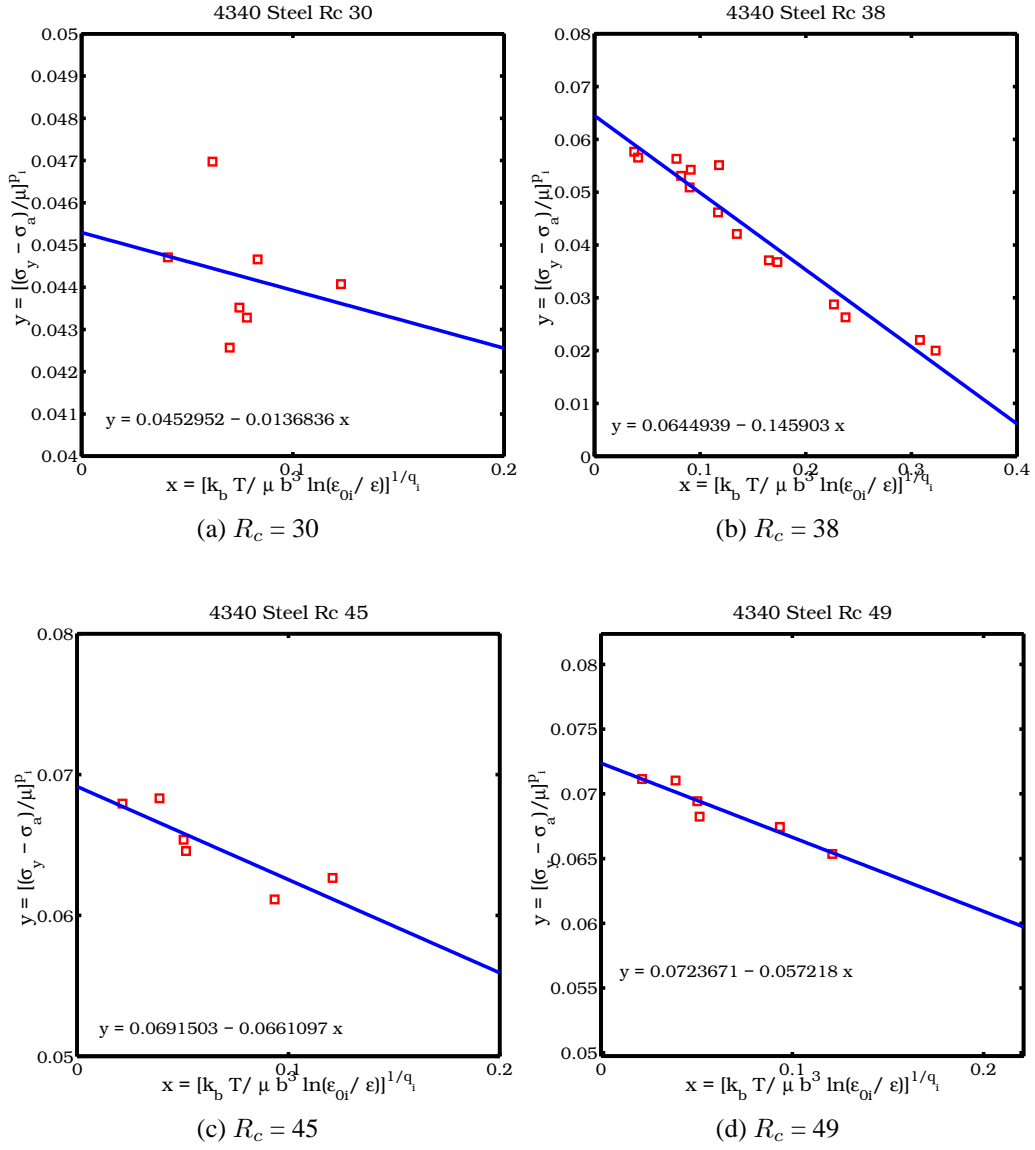 4340 Steel Rc 30
0.05
0.049
0.048
0.047
0.046
0.045
0.044
0.043
0.042
0.041
0.04
y = [(σy − σa)/μ]^pi
y = 0.0452952 − 0.0136836 x
0 0.1 0.2
x = [kb T/ μ b³ ln(ε0i/ ε)]^1/qi
(a) Rc = 30
4340 Steel Rc 38
0.08
0.07
0.06
0.05
0.04
0.03
0.02
0.01
0
y = [(σy − σa)/μ]^pi
y = 0.0644939 − 0.145903 x
0 0.1 0.2 0.3 0.4
x = [kb T/ μ b³ ln(ε0i/ ε)]^1/qi
(b) Rc = 38
4340 Steel Rc 45
0.08
0.07
0.06
0.05
y = [(σy − σa)/μ]^pi
y = 0.0691503 − 0.0661097 x
0 0.1 0.2
x = [kb T/ μ b³ ln(ε0i/ ε)]^1/qi
(c) Rc = 45
4340 Steel Rc 49
0.08
0.075
0.07
0.065
0.06
0.055
0.05
y = [(σy − σa)/μ]^pi
y = 0.0723671 − 0.057218 x
0 0.1 0.2
x = [kb T/ μ b³ ln(ε0i/ ε)]^1/qi
(d) Rc = 49